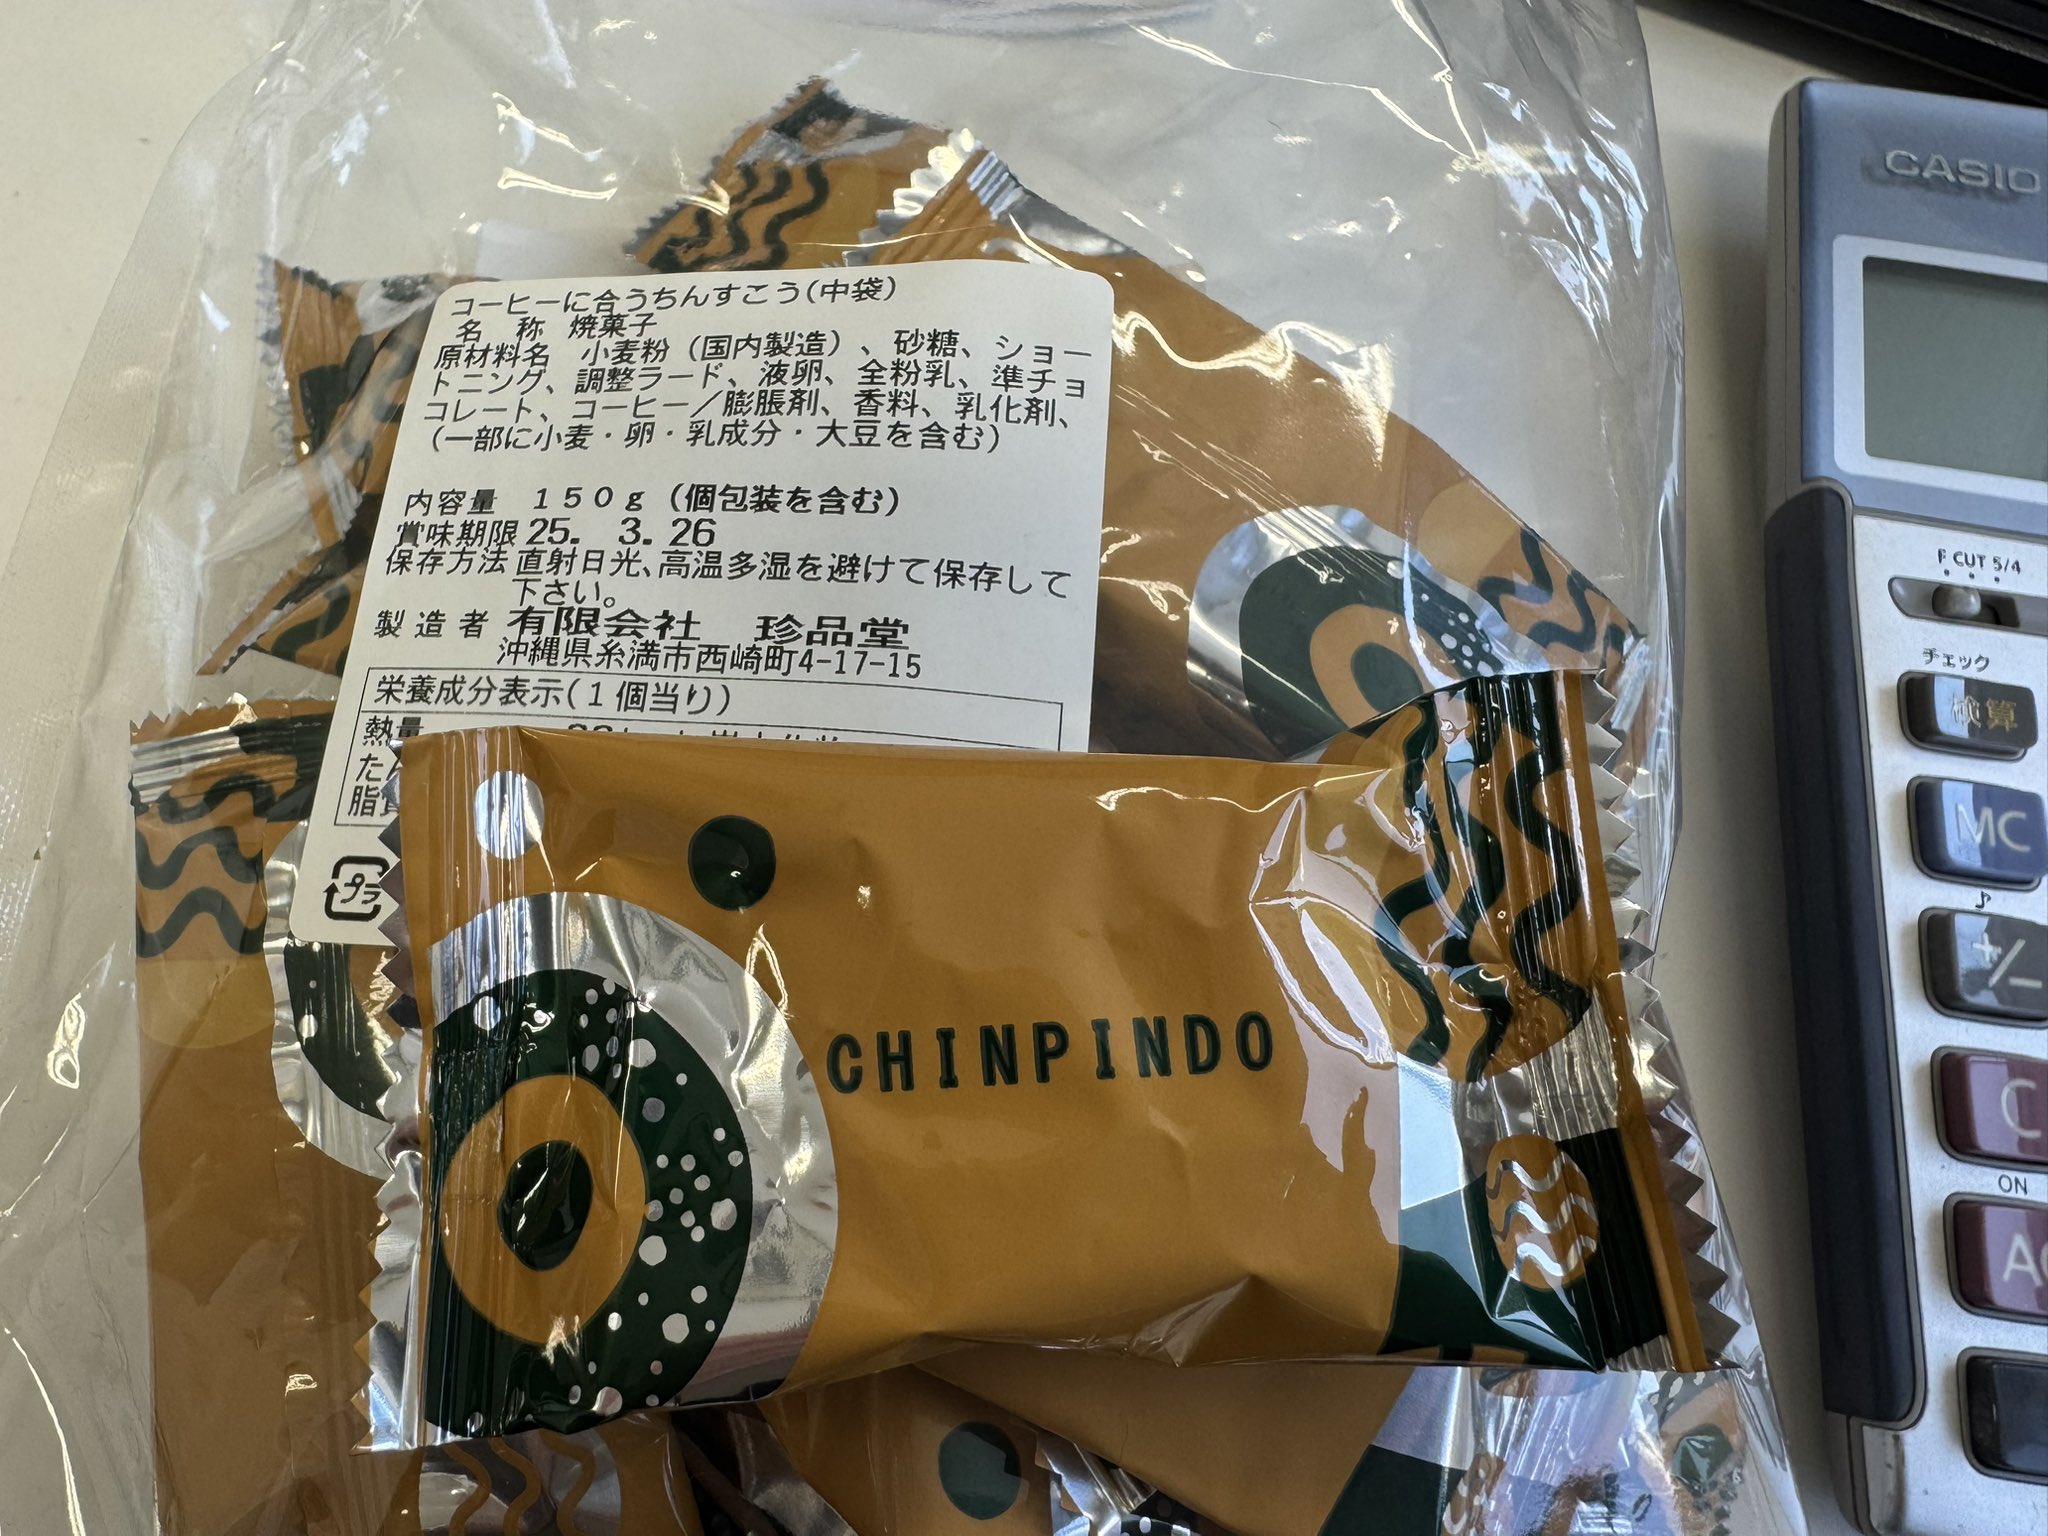 コーヒーに合うちんすこう(中袋)
名 称 焼菓子
原材料名 小麦粉(国内製造)、砂糖、ショー
トニング、調整ラード、液卵、全粉乳、準チョ
コレート、コーヒー/膨脹剤、香料、乳化剤、
(一部に小麦・卵・乳成分・大豆を含む)
内容量 150g(個包装を含む)
賞味期限 25. 3. 26
保存方法 直射日光、高温多湿を避けて保存して
下さい。
製造者 有限会社 珍品堂
沖縄県糸満市西崎町4-17-15
栄養成分表示(1個当り)
熱量
プラ
CHINPINDO
CASIO
F CUT 5/4
チェック
検算
MC
+/−
C
ON